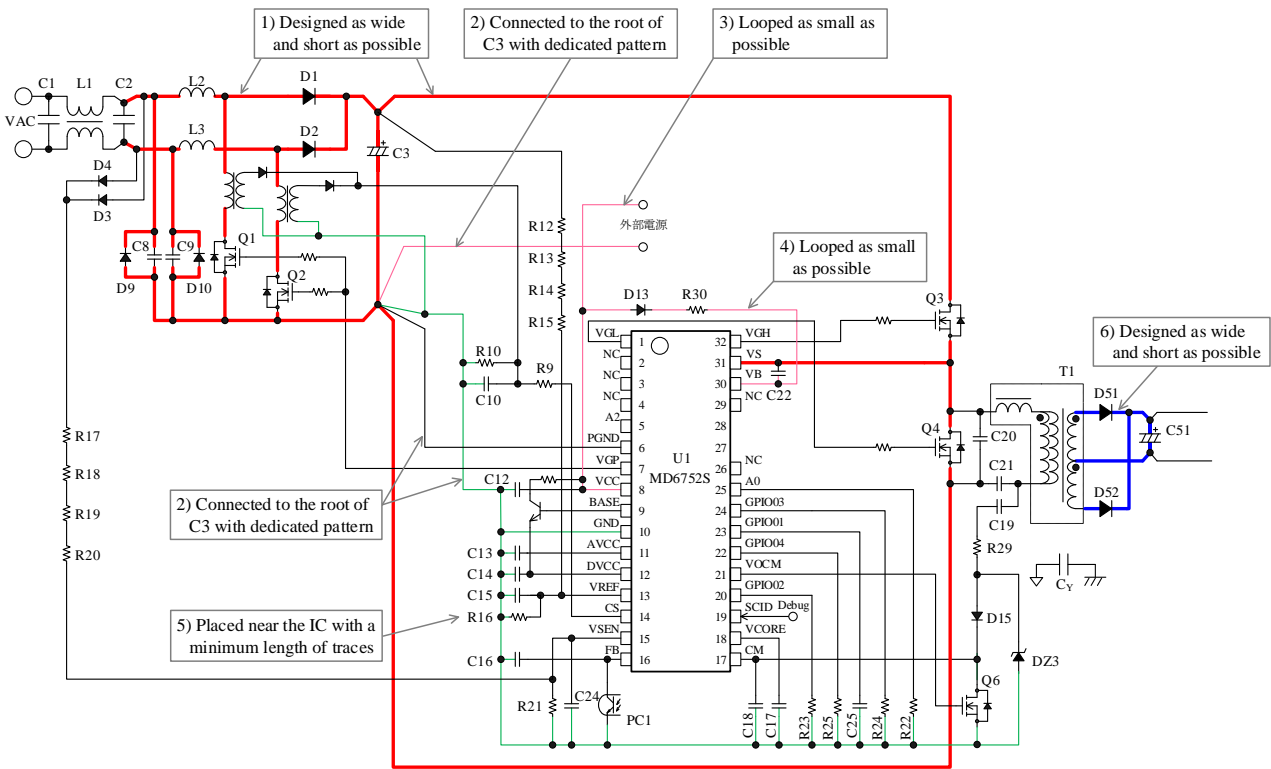 1) Designed as wide
and short as possible
2) Connected to the root of
C3 with dedicated pattern
3) Looped as small as
possible
C1
L1
C2
L2
D1
VAC
L3
D2
C3
D4
D3
外部電源
R12
R13
R14
R15
4) Looped as small
as possible
C8
C9
Q1
D9
D10
Q2
D13
R30
Q3
6) Designed as wide
and short as possible
VGL
1
32
VGH
NC
2
31
VS
NC
3
30
VB
C22
NC
4
29
NC
A2
5
28
PGND
6
27
VGP
7
26
NC
VCC
8
25
A0
BASE
9
24
GPIO03
GND
10
23
GPIO01
AVCC
11
22
GPIO04
DVCC
12
21
VOCM
VREF
13
20
GPIO02
CS
14
19
SCID
Debug
VSEN
15
18
VCORE
FB
16
17
CM
U1
MD6752S
R10
R9
C10
T1
D51
C51
Q4
C20
C21
C19
D52
R29
CY
R17
R18
R19
R20
2) Connected to the root of
C3 with dedicated pattern
C12
C13
C14
C15
R16
5) Placed near the IC with a
minimum length of traces
C16
D15
DZ3
Q6
R21
C24
PC1
C18
C17
R23
R25
C25
R24
R22